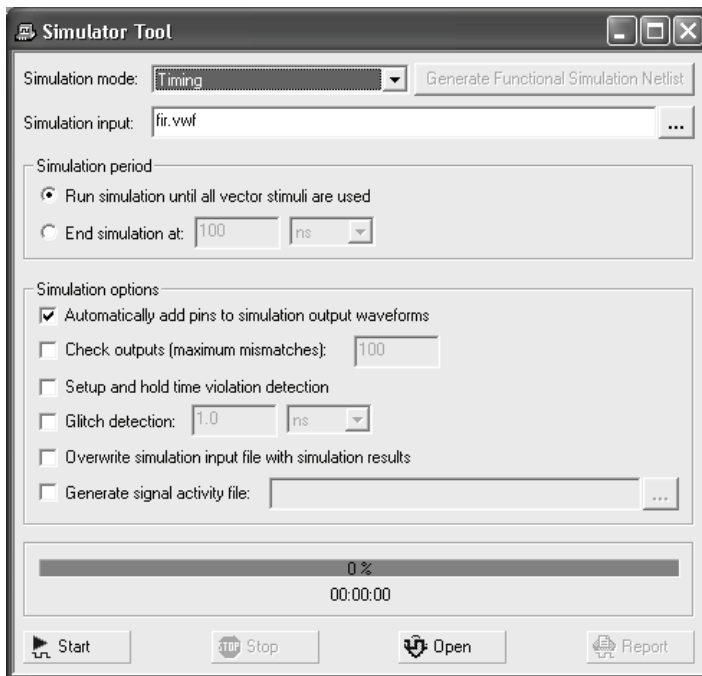 Simulator Tool
Simulation mode: Timing Generate Functional Simulation Netlist
Simulation input: fir.vwf ...
Simulation period
Run simulation until all vector stimuli are used
End simulation at: 100 ns
Simulation options
Automatically add pins to simulation output waveforms
Check outputs (maximum mismatches): 100
Setup and hold time violation detection
Glitch detection: 1.0 ns
Overwrite simulation input file with simulation results
Generate signal activity file: ...
0 %
00:00:00
Start STOP Stop Open Report